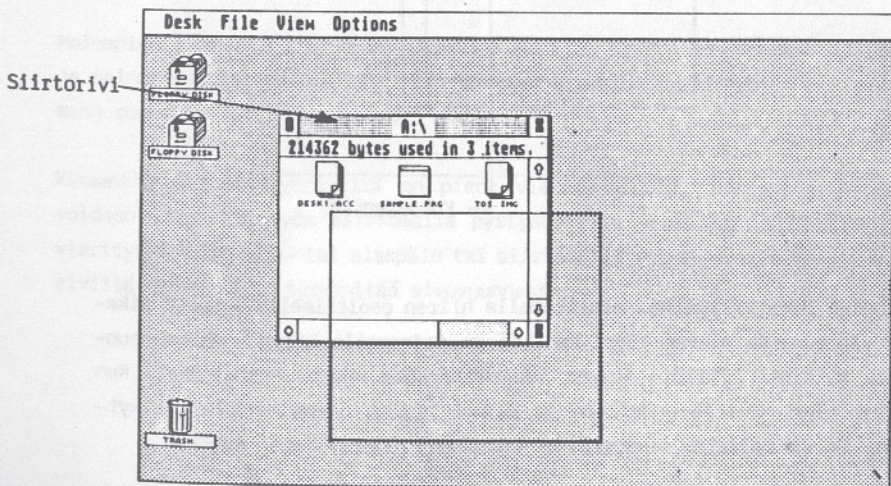 Desk File View Options
FLOPPY DISK
Siirtorivi
A:\
FLOPPY DISK
214362 bytes used in 3 items.
DESK1.ACC SAMPLE.PRG TOS.IMG
TRASH